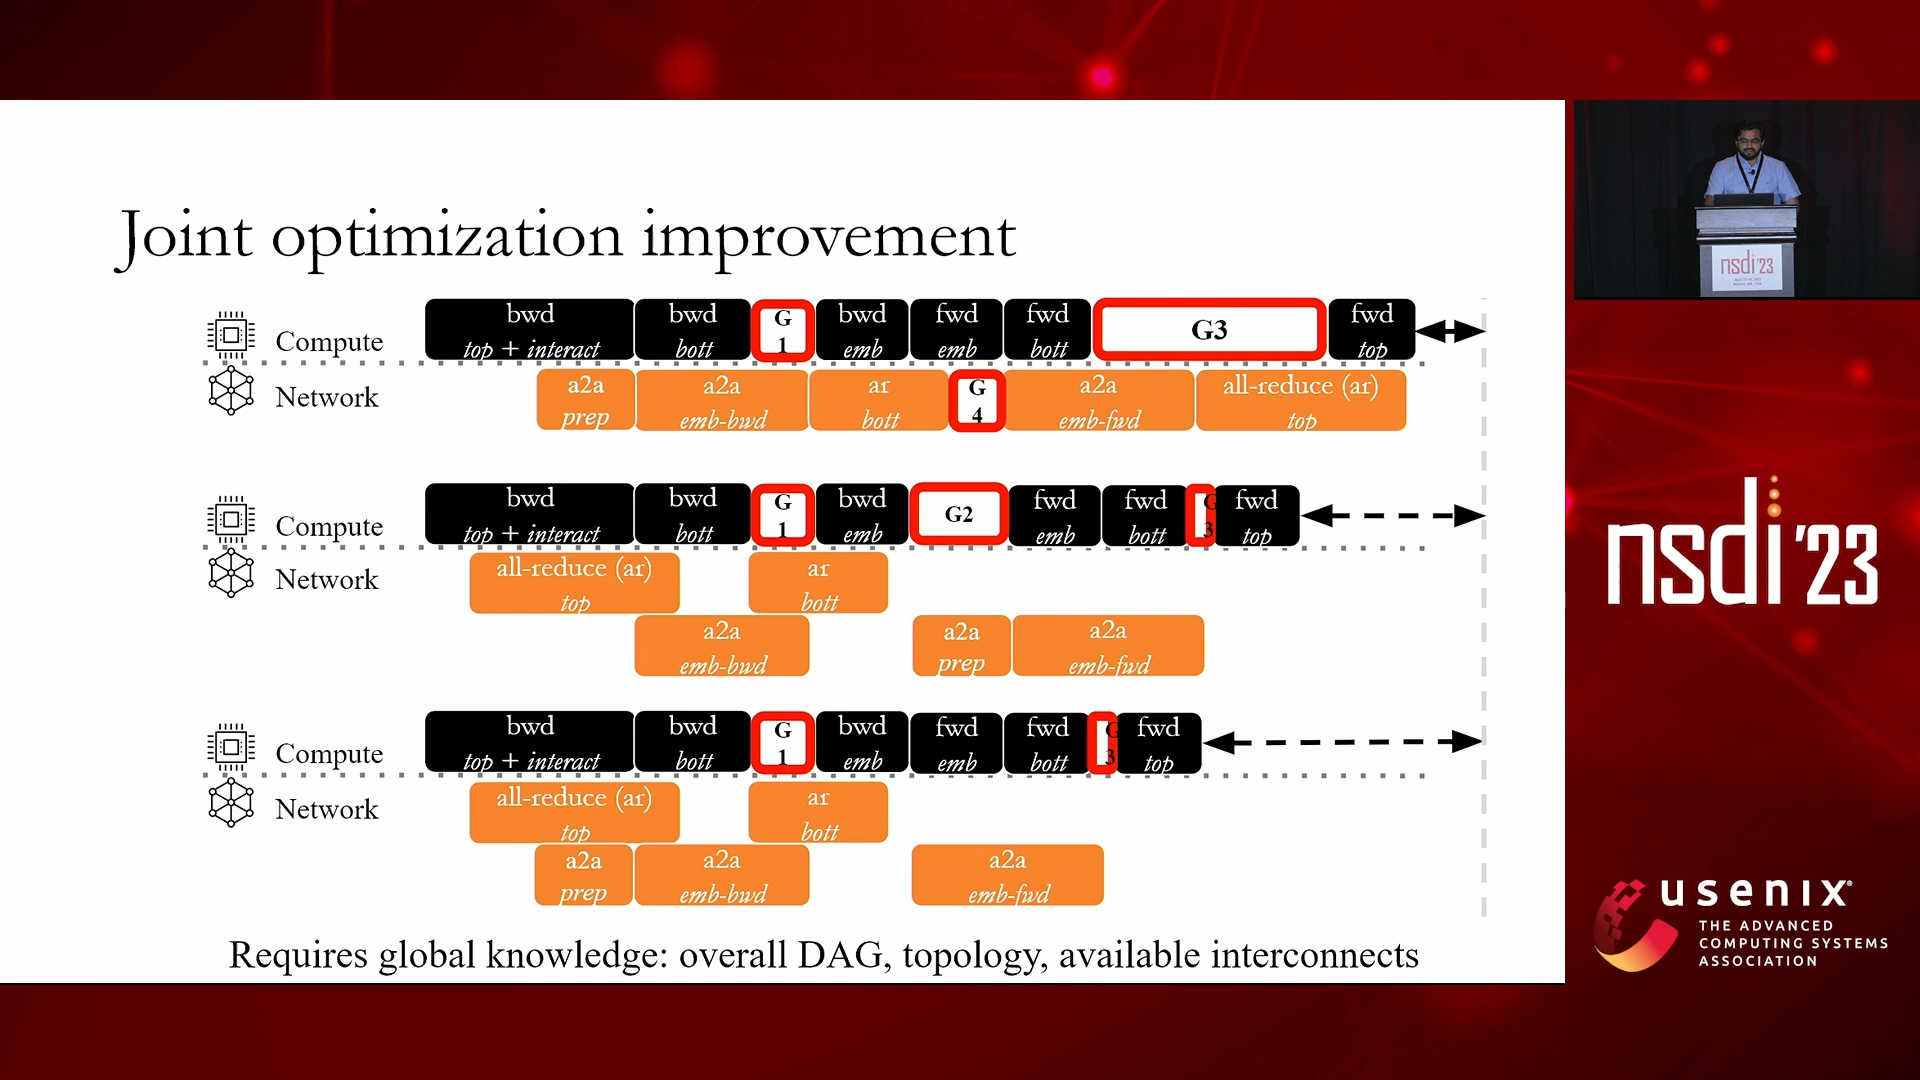 Joint optimization improvement
Compute
bwd
top + interact
bwd
bott
G
1
bwd
emb
fwd
emb
fwd
bott
G3
fwd
top
Network
a2a
prep
a2a
emb-bwd
ar
bott
G
4
a2a
emb-fwd
all-reduce (ar)
top
Compute
bwd
top + interact
bwd
bott
G
1
bwd
emb
G2
fwd
emb
fwd
bott
G
3
fwd
top
Network
all-reduce (ar)
top
ar
bott
a2a
emb-bwd
a2a
prep
a2a
emb-fwd
Compute
bwd
top + interact
bwd
bott
G
1
bwd
emb
fwd
emb
fwd
bott
G
3
fwd
top
Network
all-reduce (ar)
top
ar
bott
a2a
prep
a2a
emb-bwd
a2a
emb-fwd
Requires global knowledge: overall DAG, topology, available interconnects
nsdi'23
nsdi'23
usenix®
THE ADVANCED
COMPUTING SYSTEMS
ASSOCIATION